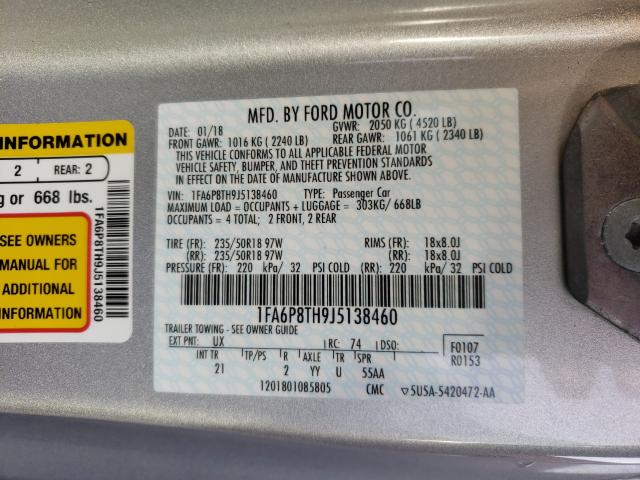 INFORMATION
2 REAR: 2
g or 668 lbs.
SEE OWNERS
MANUAL FOR
ADDITIONAL
INFORMATION
1FA6P8TH9J5138460
MFD. BY FORD MOTOR CO.
DATE: 01/18 GVWR: 2050 KG ( 4520 LB)
FRONT GAWR: 1016 KG ( 2240 LB) REAR GAWR: 1061 KG ( 2340 LB)
THIS VEHICLE CONFORMS TO ALL APPLICABLE FEDERAL MOTOR
VEHICLE SAFETY, BUMPER, AND THEFT PREVENTION STANDARDS
IN EFFECT ON THE DATE OF MANUFACTURE SHOWN ABOVE.
VIN: 1FA6P8TH9J5138460 TYPE: Passenger Car
MAXIMUM LOAD = OCCUPANTS + LUGGAGE = 303KG/ 668LB
OCCUPANTS = 4 TOTAL; 2 FRONT, 2 REAR
TIRE (FR): 235/50R18 97W RIMS (FR): 18x8.0J
(RR): 235/50R18 97W (RR): 18x8.0J
PRESSURE (FR): 220 kPa/ 32 PSI COLD (RR): 220 kPa/ 32 PSI COLD
1FA6P8TH9J5138460
TRAILER TOWING - SEE OWNER GUIDE
EXT PNT: UX RC: 74 DSO: F0107
INT TR TP/PS R AXLE TR SPR R0153
21 2 YY U 55AA
1201801085805 CMC ▽5U5A-5420472-AA